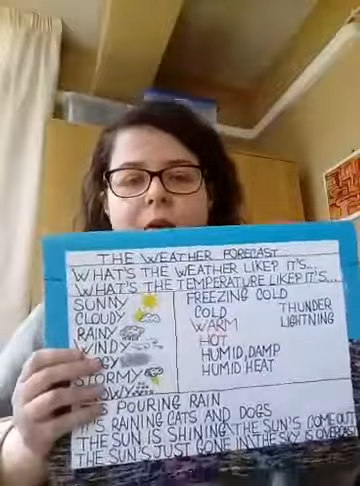 THE WEATHER FORECAST
WHAT'S THE WEATHER LIKE? IT'S...
WHAT'S THE TEMPERATURE LIKE? IT'S...
SUNNY
CLOUDY
RAINY
WINDY
GY
STORMY
OWY
FREEZING COLD
COLD
WARM
HOT
HUMID, DAMP
HUMID HEAT
THUNDER
LIGHTNING
S POURING RAIN
IT'S RAINING CATS AND DOGS
THE SUN IS SHINING\THE SUN'S COME OUT
THE SUN'S JUST GONE IN\THE SKY IS OVERCAST